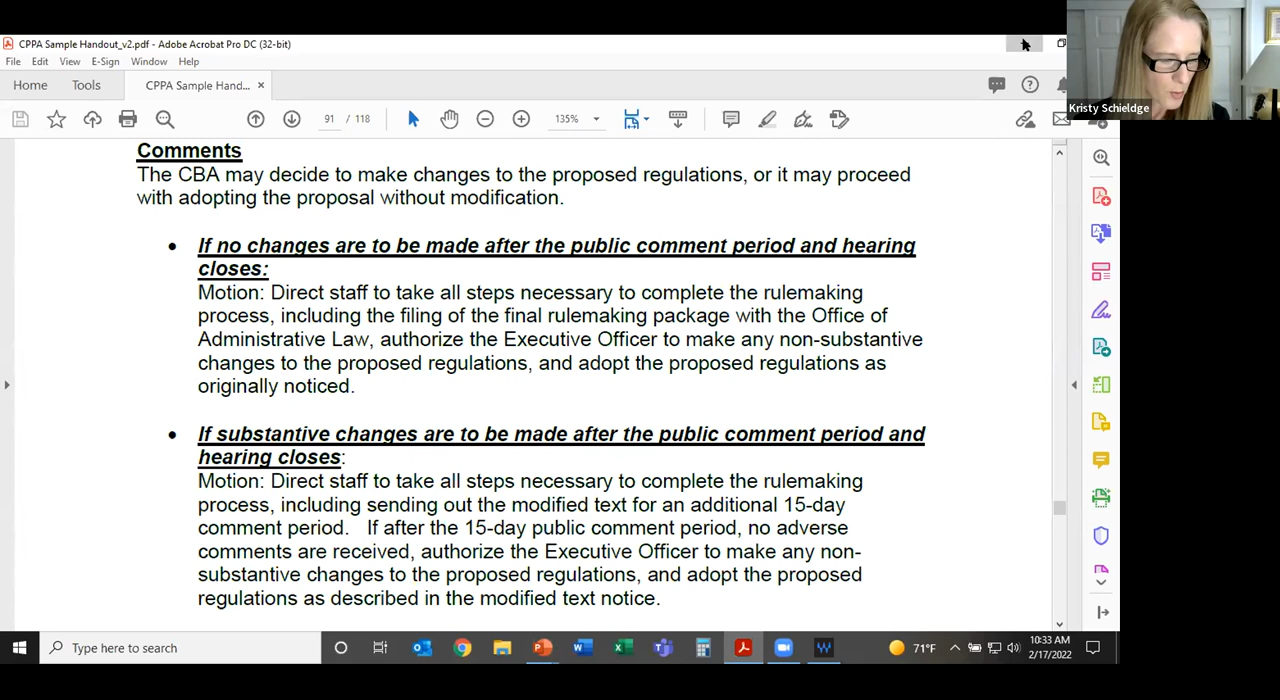 CPPA Sample Handout_v2.pdf - Adobe Acrobat Pro DC (32-bit)
File Edit View E-Sign Window Help
Home Tools CPPA Sample Hand... ×
91 / 118 135%
Kristy Schieldge
Comments
The CBA may decide to make changes to the proposed regulations, or it may proceed
with adopting the proposal without modification.
• If no changes are to be made after the public comment period and hearing
closes:
Motion: Direct staff to take all steps necessary to complete the rulemaking
process, including the filing of the final rulemaking package with the Office of
Administrative Law, authorize the Executive Officer to make any non-substantive
changes to the proposed regulations, and adopt the proposed regulations as
originally noticed.
• If substantive changes are to be made after the public comment period and
hearing closes:
Motion: Direct staff to take all steps necessary to complete the rulemaking
process, including sending out the modified text for an additional 15-day
comment period. If after the 15-day public comment period, no adverse
comments are received, authorize the Executive Officer to make any non-
substantive changes to the proposed regulations, and adopt the proposed
regulations as described in the modified text notice.
Type here to search
71°F
10:33 AM
2/17/2022